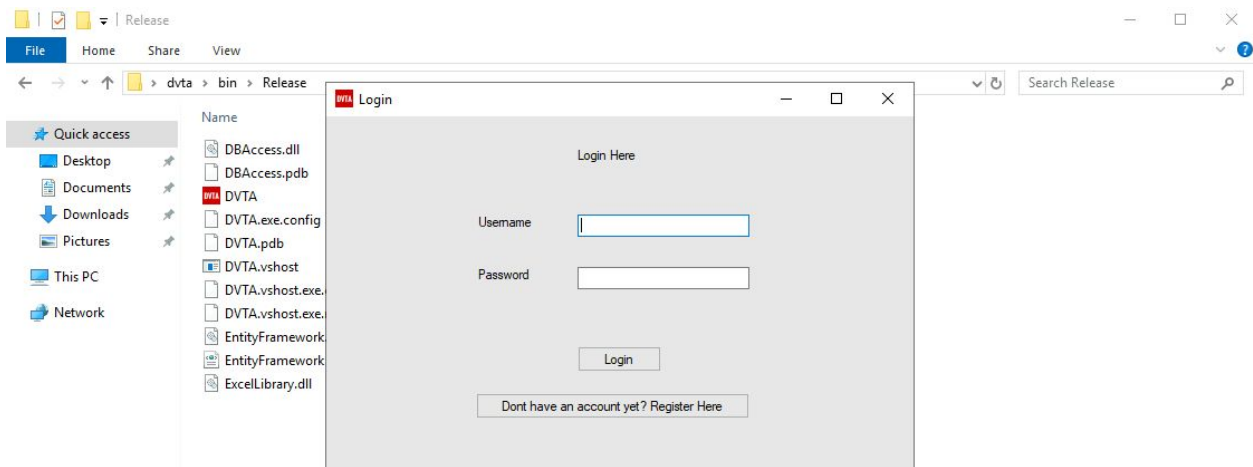 Release
File Home Share View
dvta > bin > Release
Search Release
Quick access
Desktop
Documents
Downloads
Pictures
This PC
Network
Name
DBAccess.dll
DBAccess.pdb
DVTA DVTA
DVTA.exe.config
DVTA.pdb
DVTA.vshost
DVTA.vshost.exe.
DVTA.vshost.exe.
EntityFramework
EntityFramework
ExcelLibrary.dll
DVTA Login
Login Here
Username
Password
Login
Dont have an account yet? Register Here